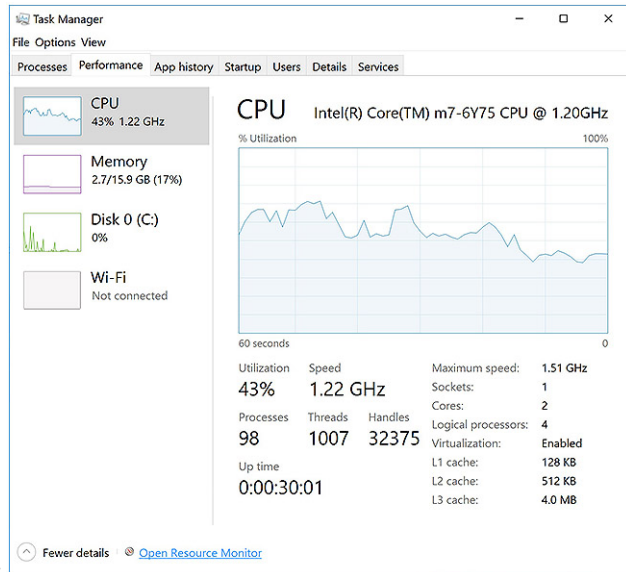 Task Manager
File Options View
Processes Performance App history Startup Users Details Services
CPU
43% 1.22 GHz
Memory
2.7/15.9 GB (17%)
Disk 0 (C:)
0%
Wi-Fi
Not connected
CPU Intel(R) Core(TM) m7-6Y75 CPU @ 1.20GHz
% Utilization 100%
60 seconds 0
Utilization Speed
43% 1.22 GHz
Processes Threads Handles
98 1007 32375
Up time
0:00:30:01
Maximum speed: 1.51 GHz
Sockets: 1
Cores: 2
Logical processors: 4
Virtualization: Enabled
L1 cache: 128 KB
L2 cache: 512 KB
L3 cache: 4.0 MB
Fewer details Open Resource Monitor